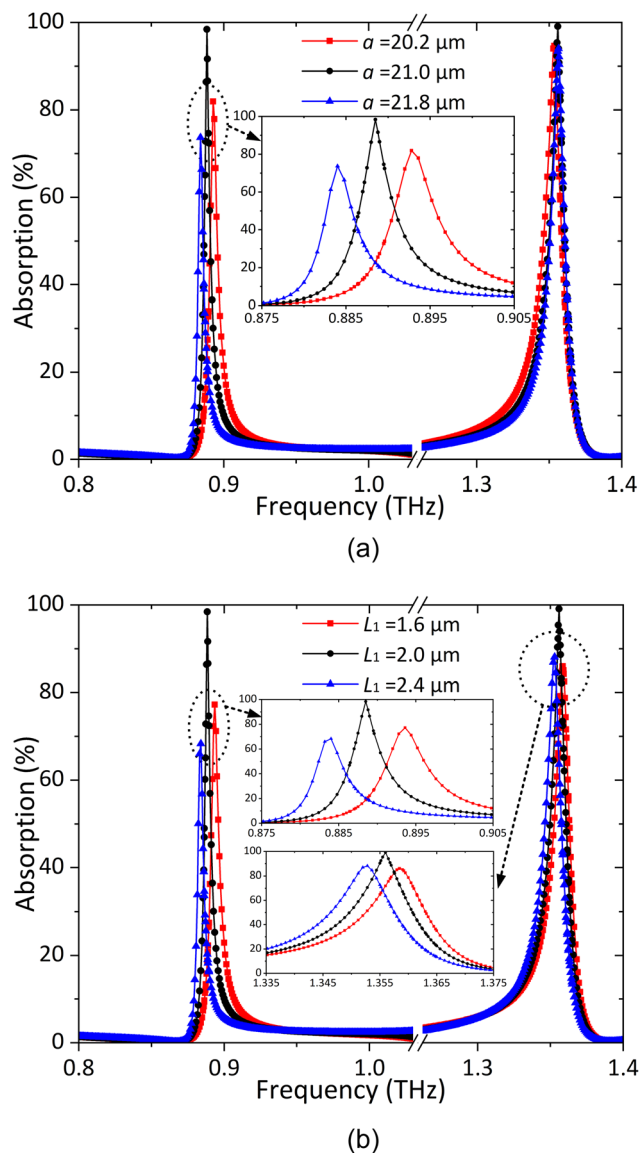 100
80
60
40
20
0
Absorption (%)
a =20.2 μm
a =21.0 μm
a =21.8 μm
100
80
60
40
20
0
0.875 0.885 0.895 0.905
0.8 0.9 1.0 1.3 1.4
Frequency (THz)
(a)
100
80
60
40
20
0
Absorption (%)
L1 =1.6 μm
L1 =2.0 μm
L1 =2.4 μm
100
80
60
40
20
0
0.875 0.885 0.895 0.905
100
80
60
40
20
0
1.335 1.345 1.355 1.365 1.375
0.8 0.9 1.0 1.3 1.4
Frequency (THz)
(b)